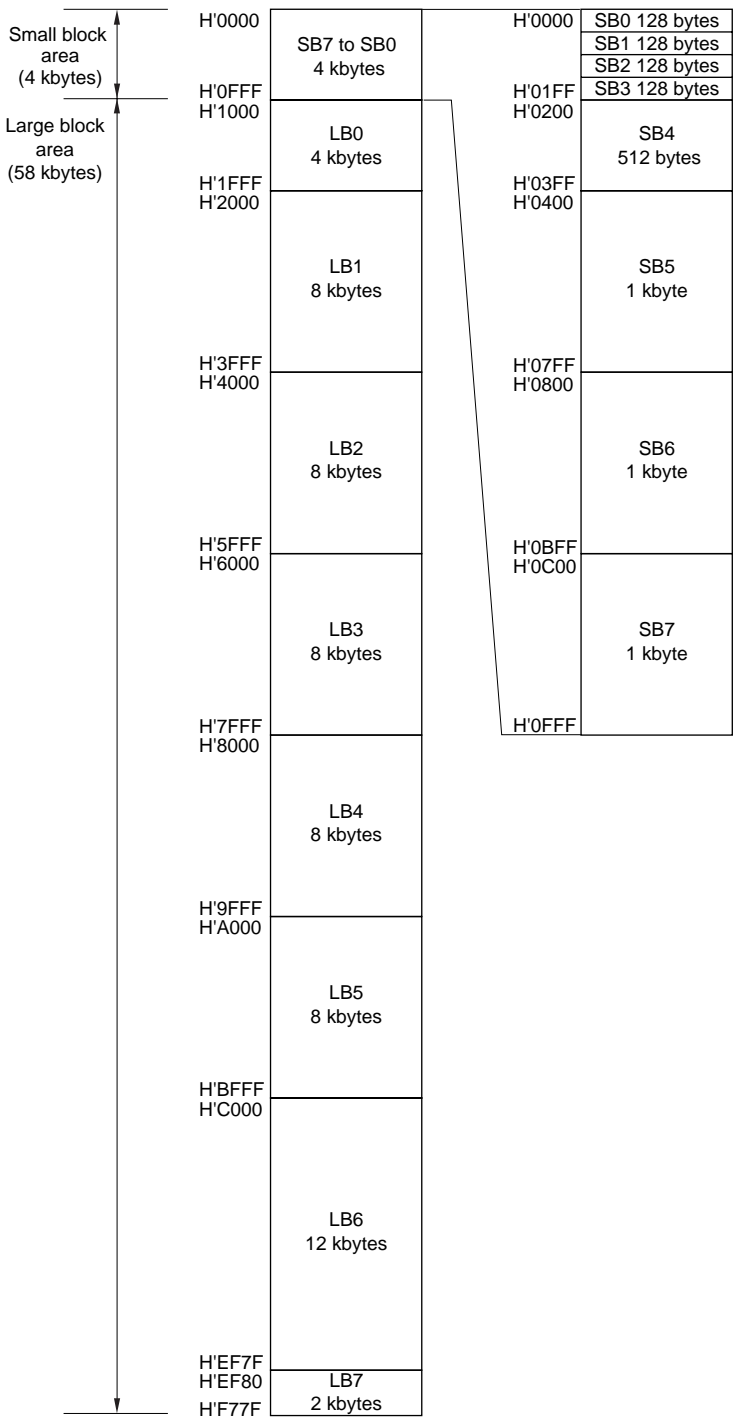 Small block
area
(4 kbytes)
Large block
area
(58 kbytes)
H'0000
SB7 to SB0
4 kbytes
H'0FFF
H'1000
LB0
4 kbytes
H'1FFF
H'2000
LB1
8 kbytes
H'3FFF
H'4000
LB2
8 kbytes
H'5FFF
H'6000
LB3
8 kbytes
H'7FFF
H'8000
LB4
8 kbytes
H'9FFF
H'A000
LB5
8 kbytes
H'BFFF
H'C000
LB6
12 kbytes
H'EF7F
H'EF80
LB7
2 kbytes
H'F77F
H'0000
SB0 128 bytes
SB1 128 bytes
SB2 128 bytes
SB3 128 bytes
H'01FF
H'0200
SB4
512 bytes
H'03FF
H'0400
SB5
1 kbyte
H'07FF
H'0800
SB6
1 kbyte
H'0BFF
H'0C00
SB7
1 kbyte
H'0FFF